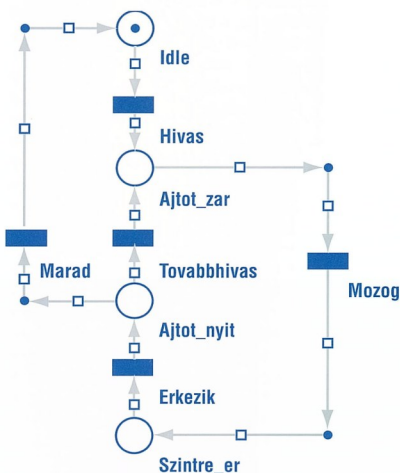 Idle
Hivas
Ajtot_zar
Marad
Tovabbhivas
Mozog
Ajtot_nyit
Erkezik
Szintre_er